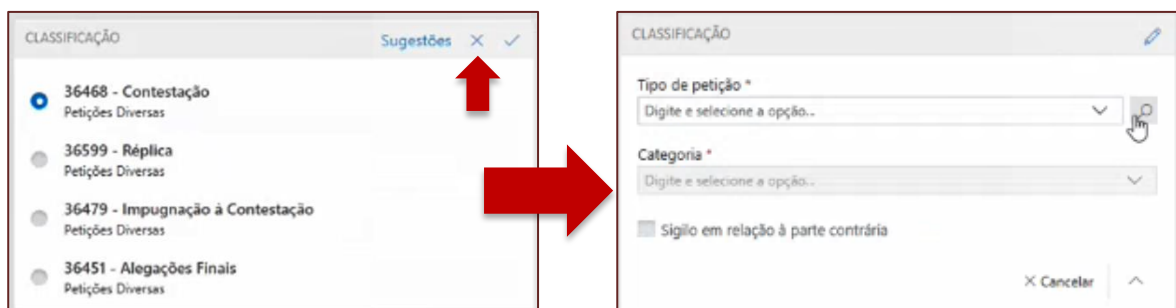 CLASSIFICAÇÃO Sugestões
36468 - Contestação
Petições Diversas
36599 - Réplica
Petições Diversas
36479 - Impugnação à Contestação
Petições Diversas
36451 - Alegações Finais
Petições Diversas
CLASSIFICAÇÃO
Tipo de petição *
Digite e selecione a opção...
Categoria *
Digite e selecione a opção...
Sigilo em relação à parte contrária
Cancelar